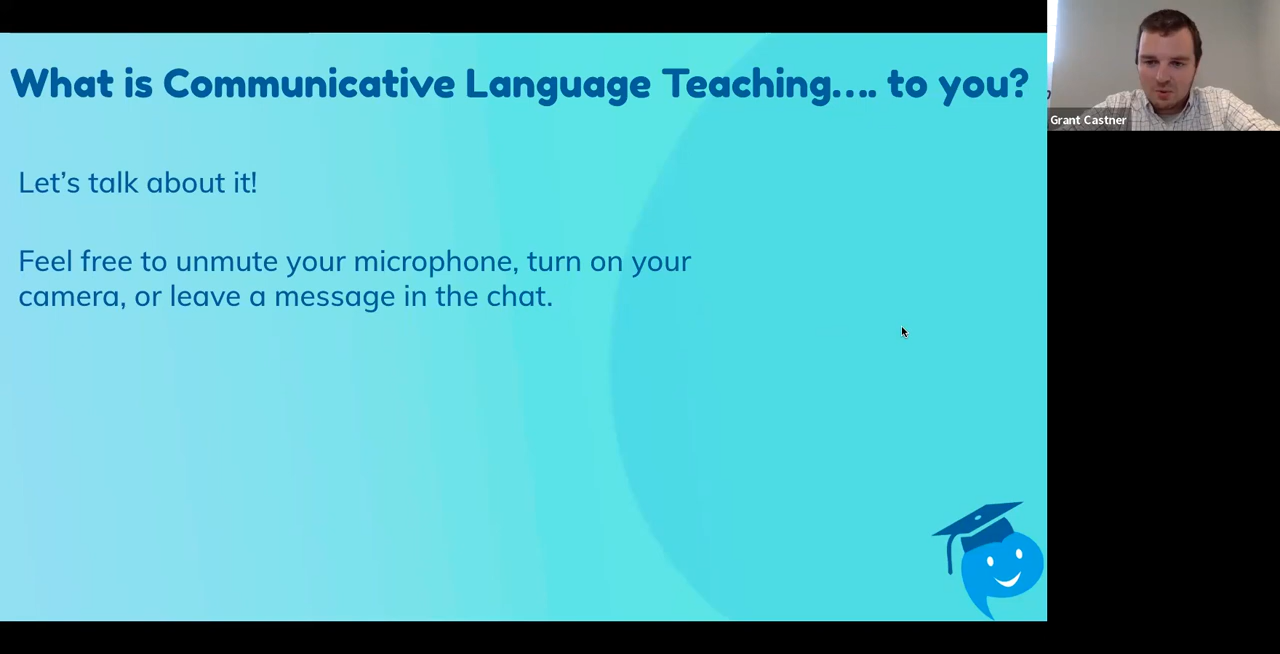 What is Communicative Language Teaching.... to you?
Let’s talk about it!
Feel free to unmute your microphone, turn on your
camera, or leave a message in the chat.
Grant Castner